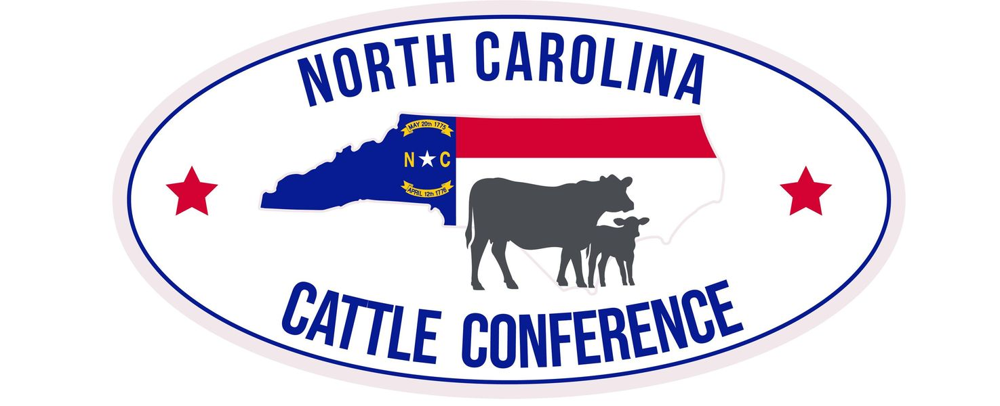 NORTH CAROLINA
MAY 20th 1775
N C
APRIL 12th 1776
CATTLE CONFERENCE